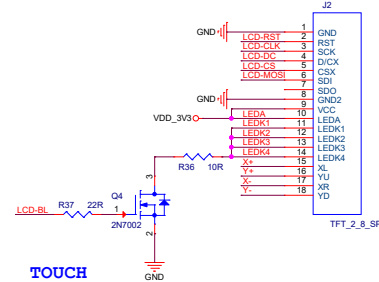 J2
GND 1 GND
LCD-RST 2 RST
LCD-CLK 3 SCK
LCD-DC 4 D/CX
LCD-CS 5 CSX
LCD-MOSI 6 SDI
7 SDO
GND 8 GND2
9 VCC
VDD_3V3 LEDA 10 LEDA
LEDK1 11 LEDK1
LEDK2 12 LEDK2
LEDK3 13 LEDK3
LEDK4 14 LEDK4
R36 10R
X+ 15 XL
Y+ 16 YU
X- 17 XR
Y- 18 YD
TFT_2_8_SP
3
Q4
LCD-BL R37 22R 1
2N7002
2
GND
TOUCH